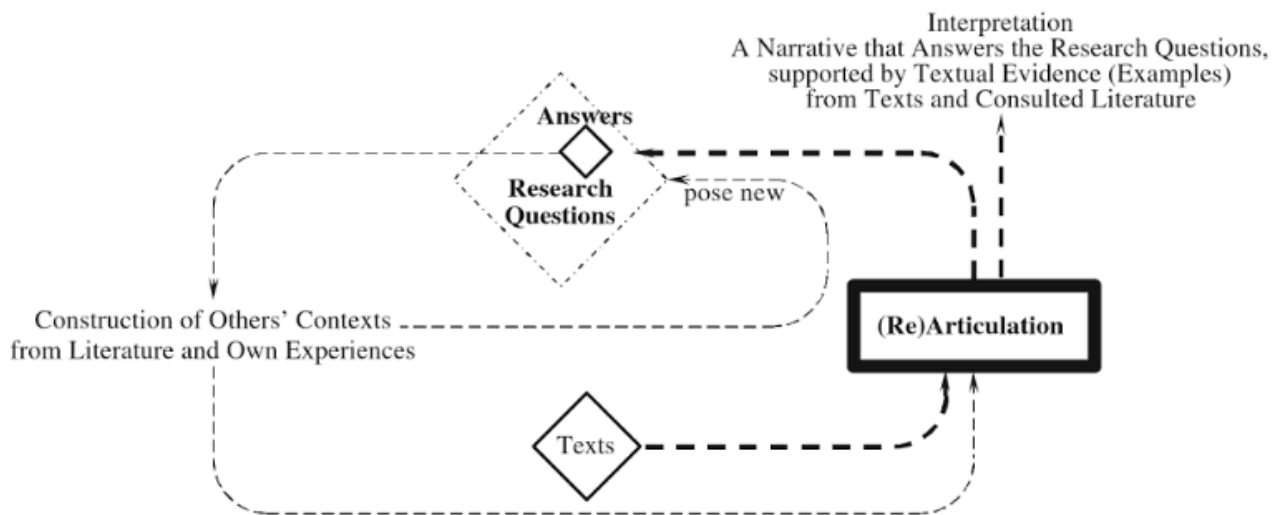 Interpretation
A Narrative that Answers the Research Questions,
supported by Textual Evidence (Examples)
from Texts and Consulted Literature
Answers
Research
Questions
pose new
Construction of Others’ Contexts
from Literature and Own Experiences
(Re)Articulation
Texts